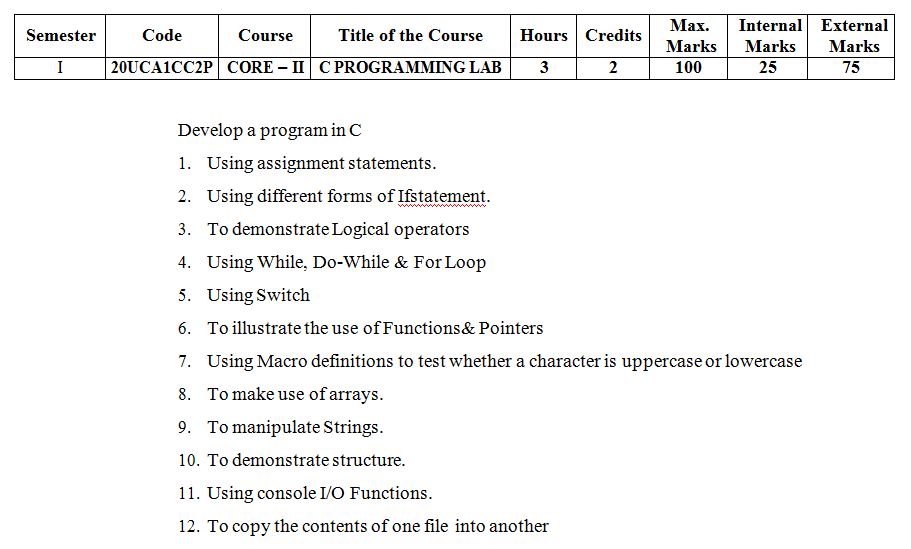 Semester Code Course Title of the Course Hours Credits Max. Marks Internal Marks External Marks
I 20UCA1CC2P CORE – II C PROGRAMMING LAB 3 2 100 25 75
Develop a program in C
1. Using assignment statements.
2. Using different forms of Ifstatement.
3. To demonstrate Logical operators
4. Using While, Do-While & For Loop
5. Using Switch
6. To illustrate the use of Functions& Pointers
7. Using Macro definitions to test whether a character is uppercase or lowercase
8. To make use of arrays.
9. To manipulate Strings.
10. To demonstrate structure.
11. Using console I/O Functions.
12. To copy the contents of one file into another